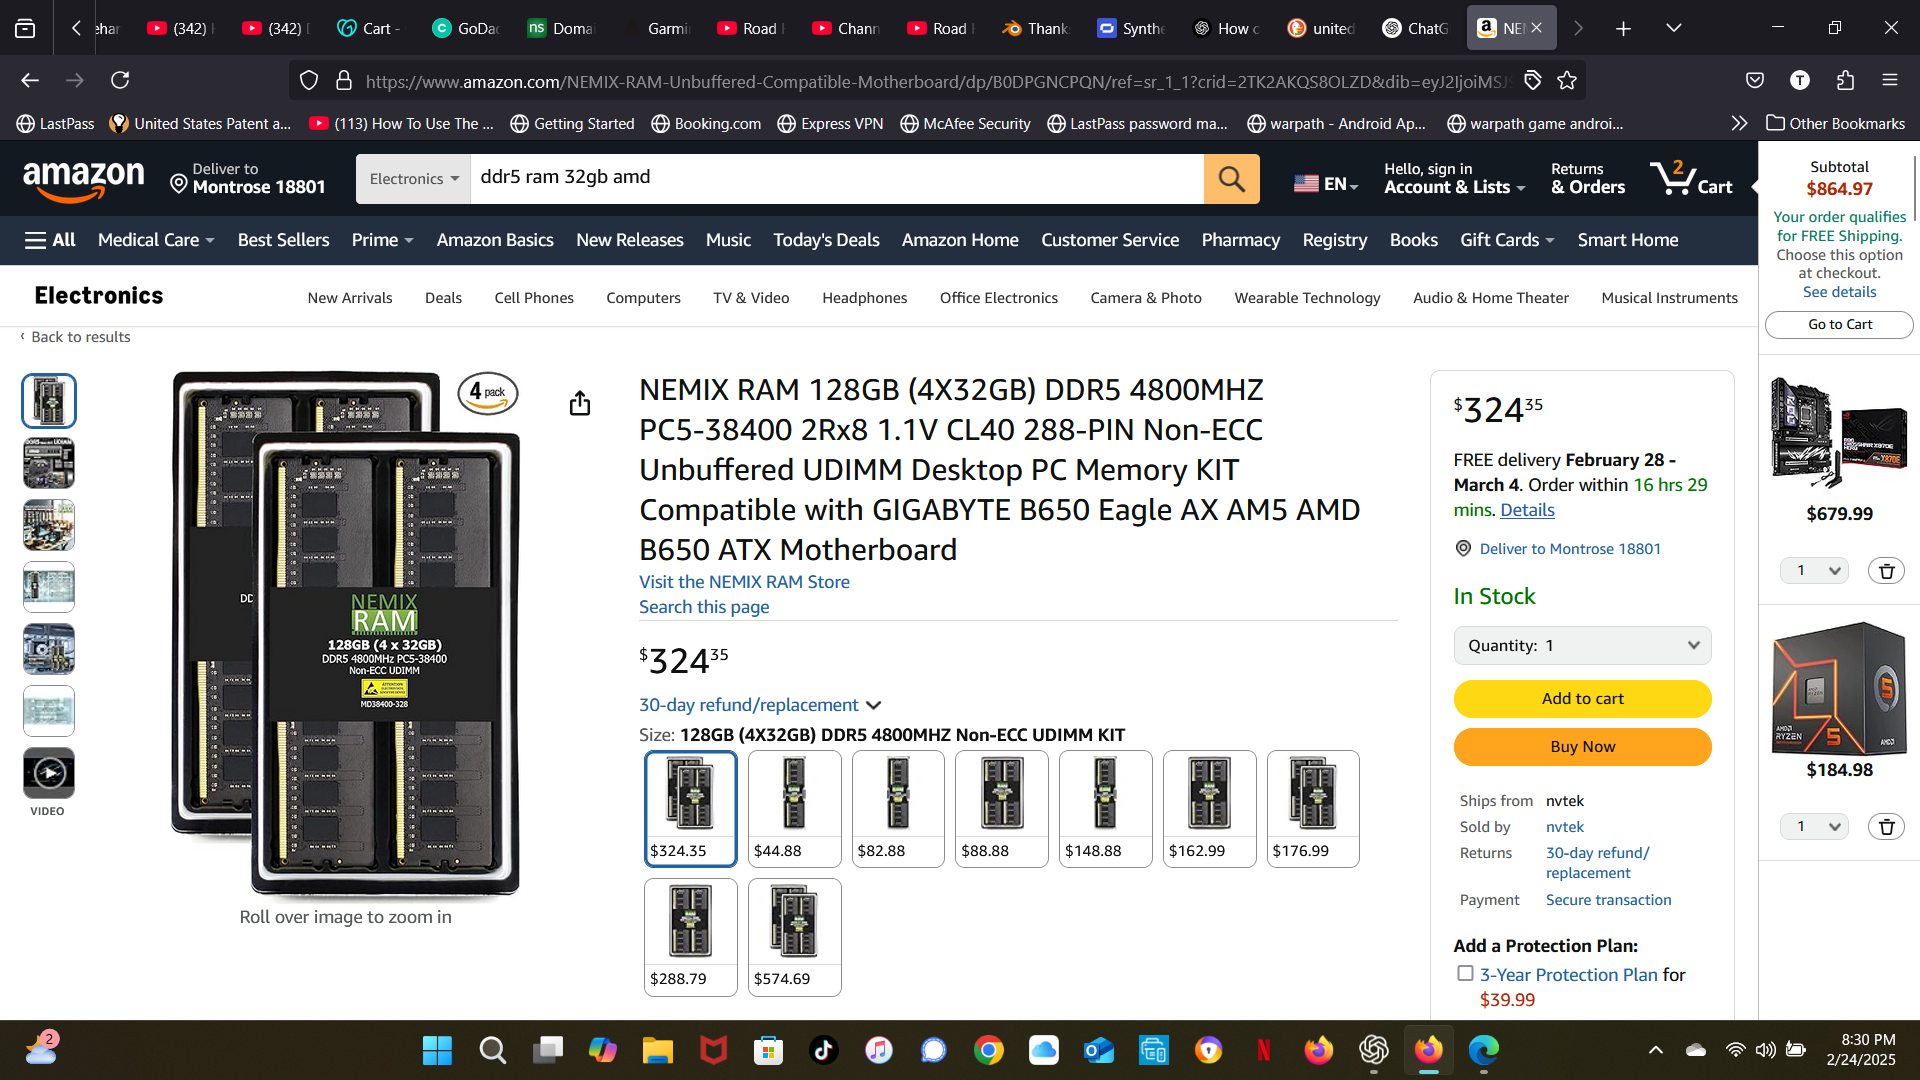 (342)
(342)
Cart -
GoDac
Domai
Garmi
Road
Chann
Road
Thank
Synthe
How c
united
ChatG
NE
https://www.amazon.com/NEMIX-RAM-Unbuffered-Compatible-Motherboard/dp/B0DPGNCPQN/ref=sr_1_1?crid=2TK2AKQS8OLZD&dib=eyJ2IjoiMSJ
T
LastPass
United States Patent a...
(113) How To Use The ...
Getting Started
Booking.com
Express VPN
McAfee Security
LastPass password ma...
warpath - Android Ap...
warpath game androi...
Other Bookmarks
amazon
Deliver to
Montrose 18801
Electronics
ddr5 ram 32gb amd
EN
Hello, sign in
Account & Lists
Returns
& Orders
2
Cart
All
Medical Care
Best Sellers
Prime
Amazon Basics
New Releases
Music
Today's Deals
Amazon Home
Customer Service
Pharmacy
Registry
Books
Gift Cards
Smart Home
Subtotal
$864.97
Your order qualifies
for FREE Shipping.
Choose this option
at checkout.
See details
Go to Cart
$679.99
1
$184.98
1
Electronics
New Arrivals
Deals
Cell Phones
Computers
TV & Video
Headphones
Office Electronics
Camera & Photo
Wearable Technology
Audio & Home Theater
Musical Instruments
‹ Back to results
4 pack
NEMIX
RAM
128GB (4 x 32GB)
DDR5 4800MHz PC5-38400
Non-ECC UDIMM
ATTENTION
MD38400-328
Roll over image to zoom in
VIDEO
NEMIX RAM 128GB (4X32GB) DDR5 4800MHZ
PC5-38400 2Rx8 1.1V CL40 288-PIN Non-ECC
Unbuffered UDIMM Desktop PC Memory KIT
Compatible with GIGABYTE B650 Eagle AX AM5 AMD
B650 ATX Motherboard
Visit the NEMIX RAM Store
Search this page
$324 35
30-day refund/replacement
Size: 128GB (4X32GB) DDR5 4800MHZ Non-ECC UDIMM KIT
$324.35
$44.88
$82.88
$88.88
$148.88
$162.99
$176.99
$288.79
$574.69
$324 35
FREE delivery February 28 -
March 4. Order within 16 hrs 29
mins. Details
Deliver to Montrose 18801
In Stock
Quantity: 1
Add to cart
Buy Now
Ships from nvtek
Sold by nvtek
Returns 30-day refund/
replacement
Payment Secure transaction
Add a Protection Plan:
3-Year Protection Plan for
$39.99
RYZEN
5
AMD
2
8:30 PM
2/24/2025